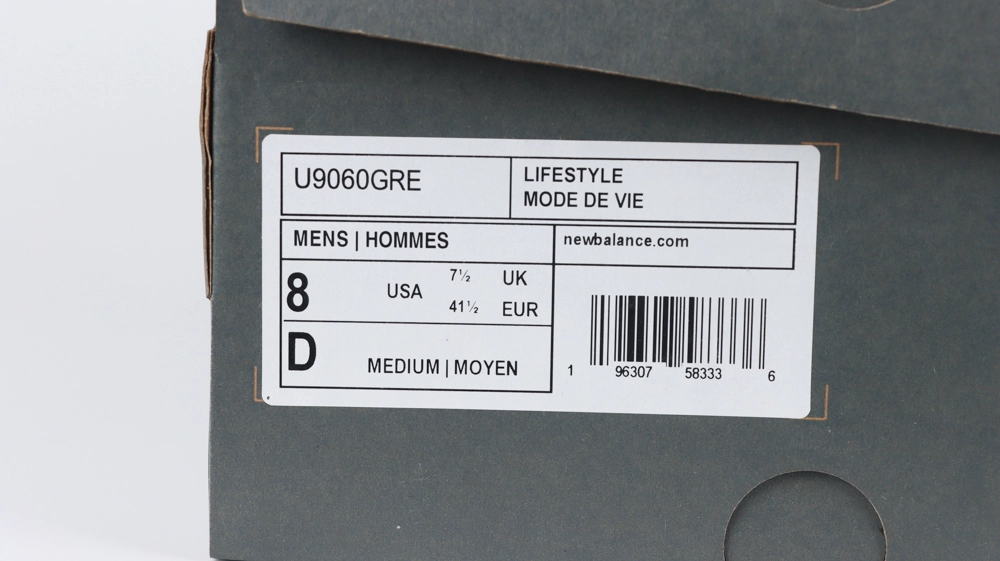 U9060GRE
LIFESTYLE
MODE DE VIE
MENS | HOMMES
newbalance.com
8
USA
7½ UK
41½ EUR
D
MEDIUM | MOYEN
1 96307 58333 6